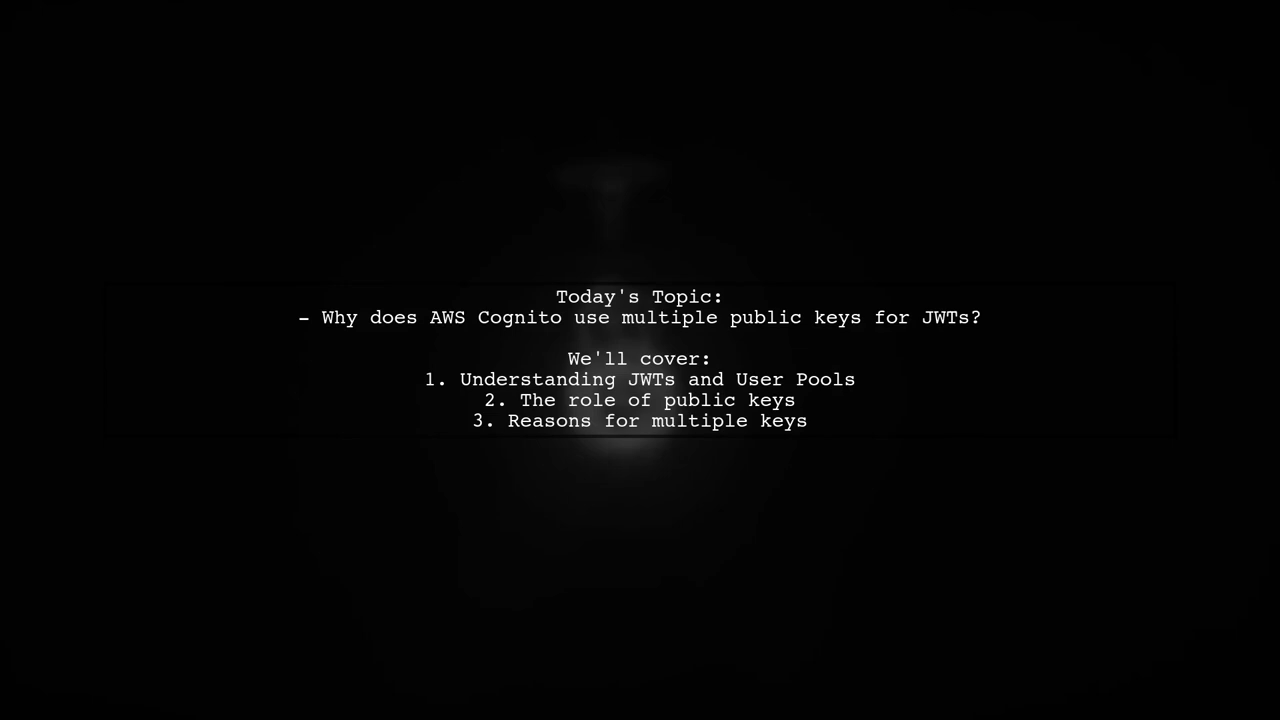 Today's Topic:
- Why does AWS Cognito use multiple public keys for JWTs?
We'll cover:
1. Understanding JWTs and User Pools
2. The role of public keys
3. Reasons for multiple keys